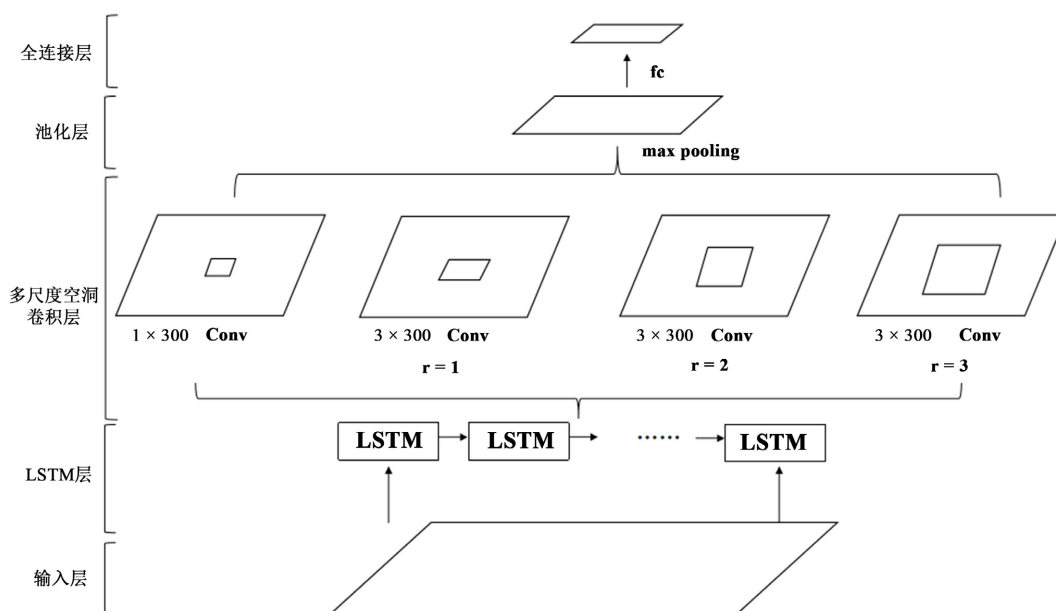 全连接层
fc
池化层
max pooling
多尺度空洞
卷积层
1 × 300 Conv
3 × 300 Conv
r = 1
3 × 300 Conv
r = 2
3 × 300 Conv
r = 3
LSTM层
LSTM
LSTM
······
LSTM
输入层